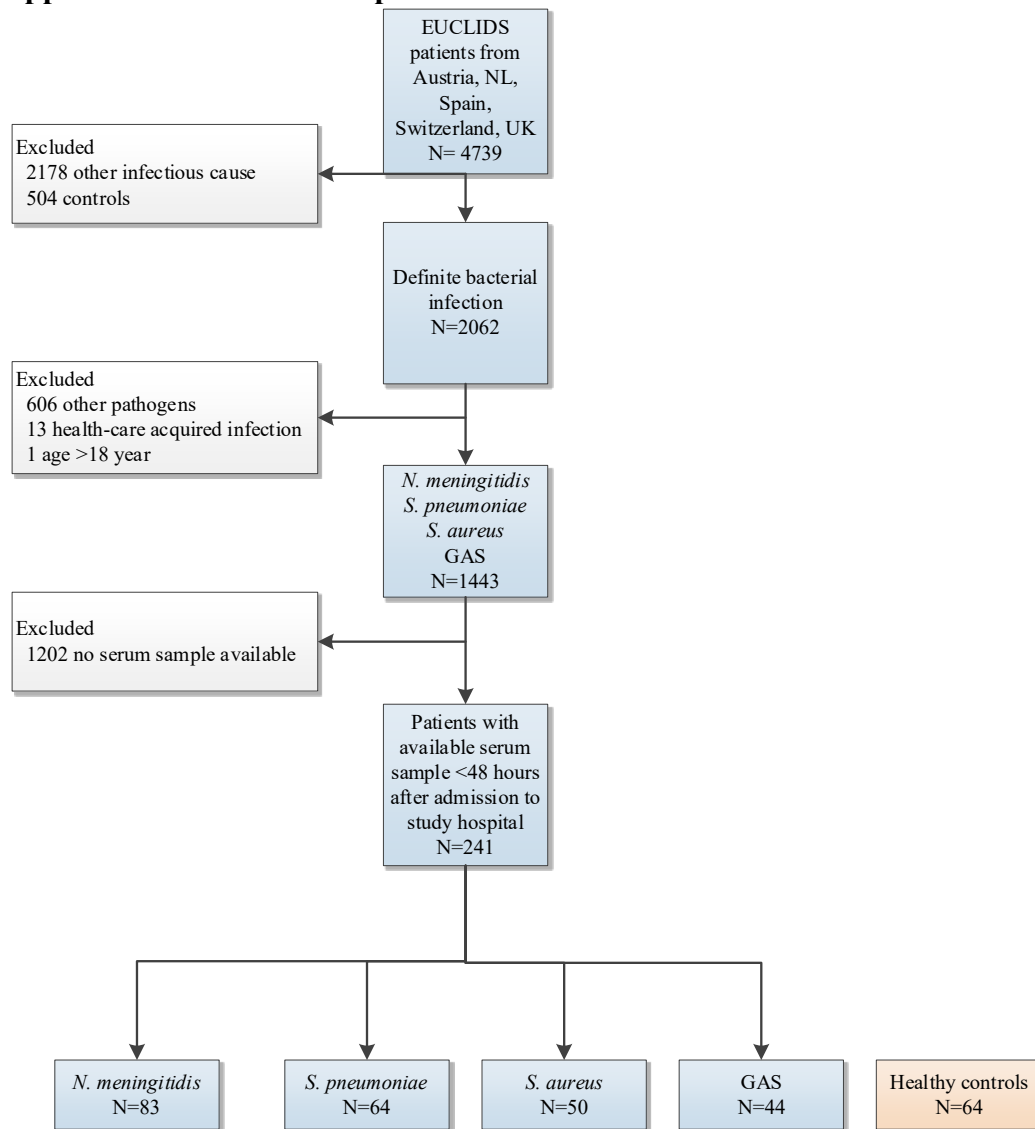 EUCLIDS
patients from
Austria, NL,
Spain,
Switzerland, UK
N= 4739
Excluded
2178 other infectious cause
504 controls
Definite bacterial
infection
N=2062
Excluded
606 other pathogens
13 health-care acquired infection
1 age >18 year
N. meningitidis
S. pneumoniae
S. aureus
GAS
N=1443
Excluded
1202 no serum sample available
Patients with
available serum
sample <48 hours
after admission to
study hospital
N=241
N. meningitidis
N=83
S. pneumoniae
N=64
S. aureus
N=50
GAS
N=44
Healthy controls
N=64